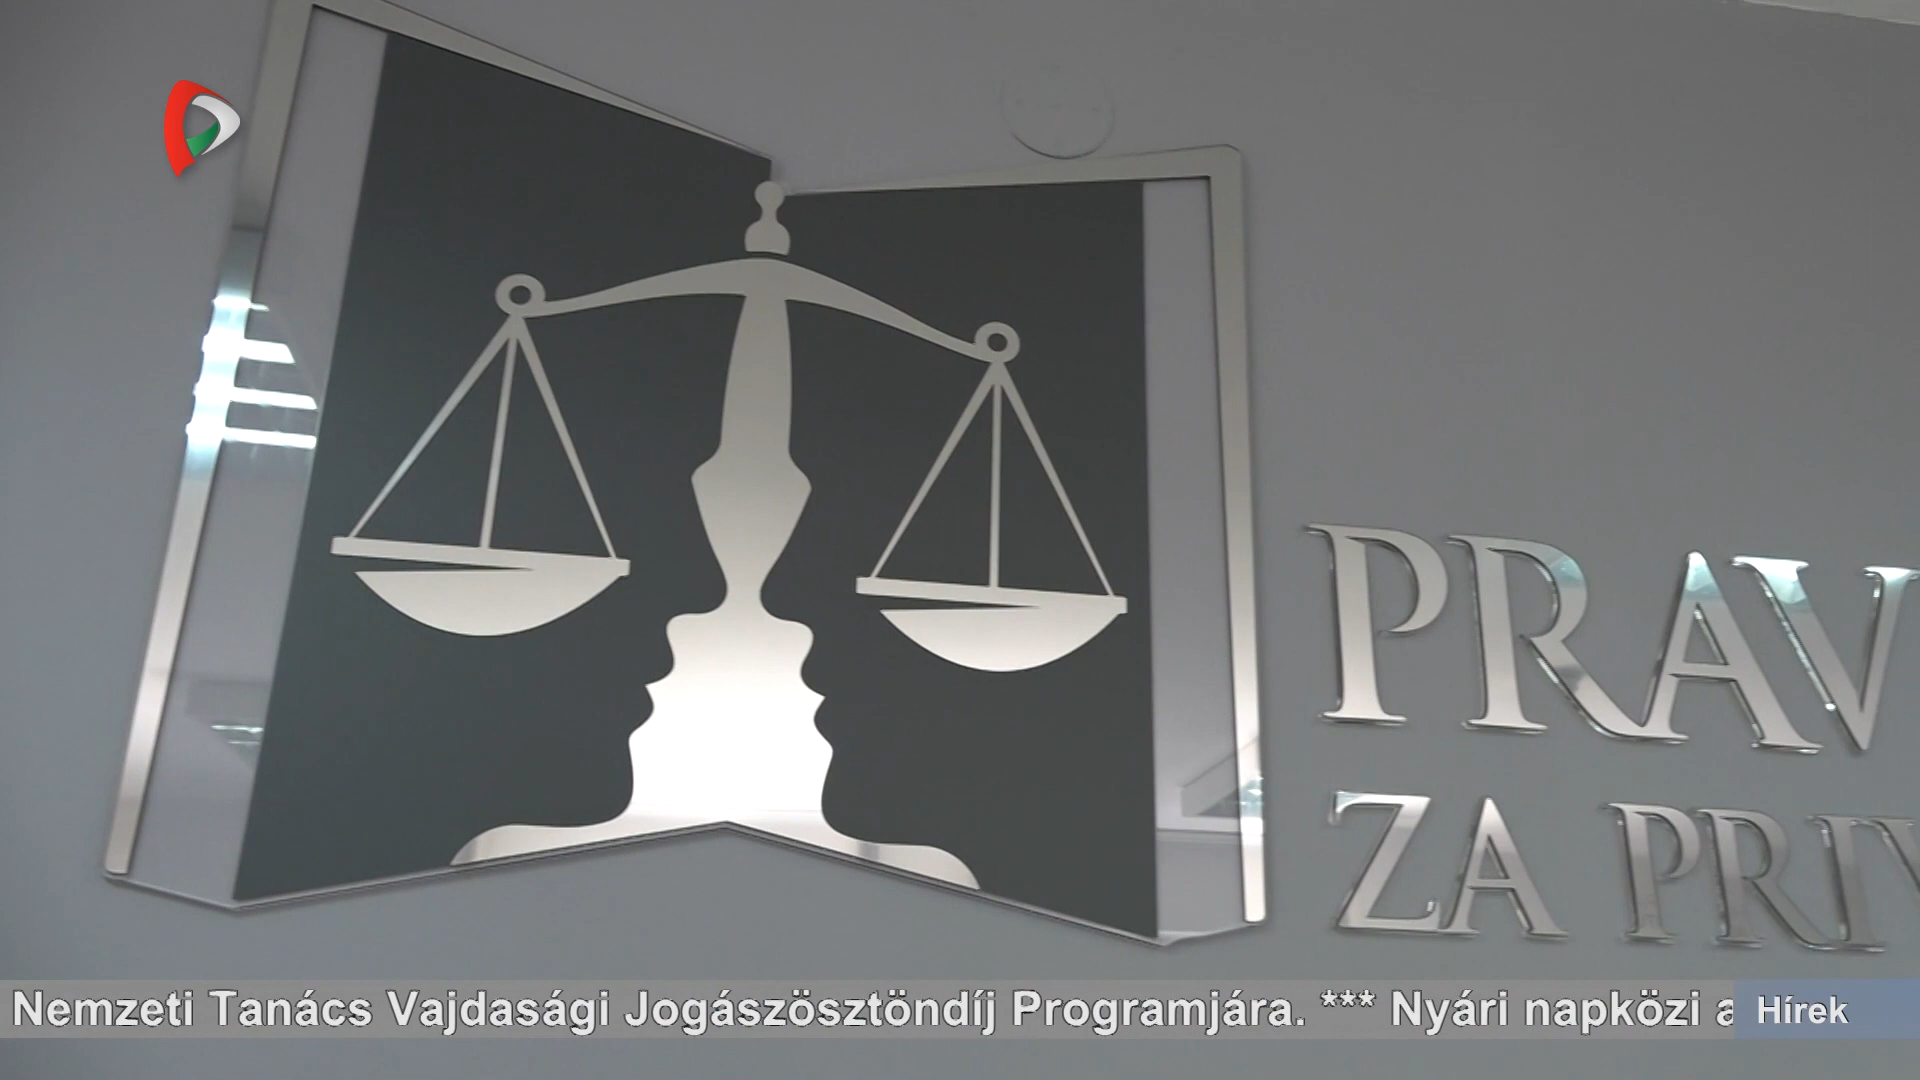 PRAV
ZA PRIV
Nemzeti Tanács Vajdasági Jogászösztöndíj Programjára. *** Nyári napközi a
Hírek